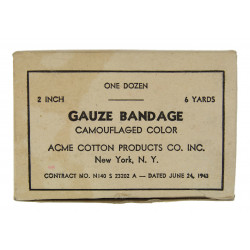 ONE DOZEN
2 INCH 6 YARDS
GAUZE BANDAGE
CAMOUFLAGED COLOR
ACME COTTON PRODUCTS CO. INC.
New York, N. Y.
CONTRACT NO. N140 S 23202 A — DATED JUNE 24, 1943